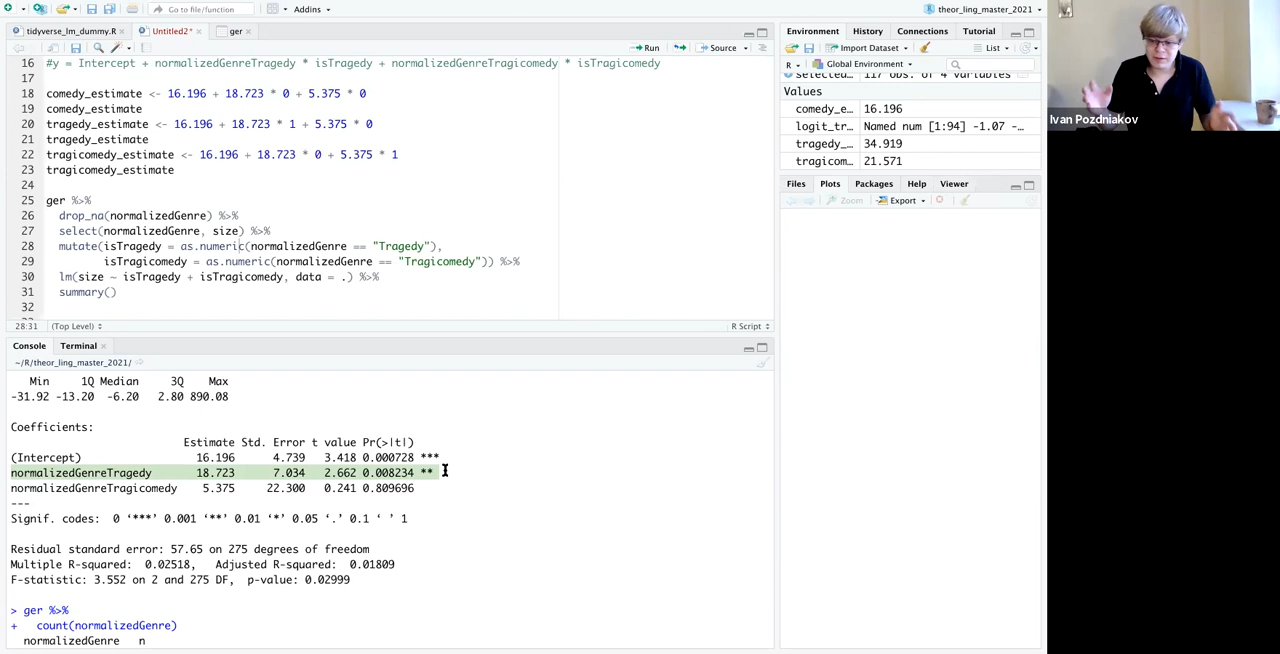 Go to file/function
Addins
theor_ling_master_2021
tidyverse_lm_dummy.R
Untitled2*
ger
Run
Source
16 #y = Intercept + normalizedGenreTragedy * isTragedy + normalizedGenreTragicomedy * isTragicomedy
17
18 comedy_estimate <- 16.196 + 18.723 * 0 + 5.375 * 0
19 comedy_estimate
20 tragedy_estimate <- 16.196 + 18.723 * 1 + 5.375 * 0
21 tragedy_estimate
22 tragicomedy_estimate <- 16.196 + 18.723 * 0 + 5.375 * 1
23 tragicomedy_estimate
24
25 ger %>%
26 drop_na(normalizedGenre) %>%
27 select(normalizedGenre, size) %>%
28 mutate(isTragedy = as.numeric(normalizedGenre == "Tragedy"),
29 isTragicomedy = as.numeric(normalizedGenre == "Tragicomedy")) %>%
30 lm(size ~ isTragedy + isTragicomedy, data = .) %>%
31 summary()
32
28:31 (Top Level) R Script
Console Terminal
~/R/theor_ling_master_2021/
Min 1Q Median 3Q Max
-31.92 -13.20 -6.20 2.80 890.08
Coefficients:
Estimate Std. Error t value Pr(>|t|)
(Intercept) 16.196 4.739 3.418 0.000728 ***
normalizedGenreTragedy 18.723 7.034 2.662 0.008234 **
normalizedGenreTragicomedy 5.375 22.300 0.241 0.809696
---
Signif. codes: 0 ‘***’ 0.001 ‘**’ 0.01 ‘*’ 0.05 ‘.’ 0.1 ‘ ’ 1
Residual standard error: 57.65 on 275 degrees of freedom
Multiple R-squared: 0.02518, Adjusted R-squared: 0.01809
F-statistic: 3.552 on 2 and 275 DF, p-value: 0.02999
> ger %>%
+ count(normalizedGenre)
normalizedGenre n
Environment History Connections Tutorial
Import Dataset List
R Global Environment
selected… 117 obs. of 4 variables
Values
comedy_e… 16.196
logit_tr… Named num [1:94] -1.07 -…
tragedy_… 34.919
tragicom… 21.571
Files Plots Packages Help Viewer
Zoom Export
Ivan Pozdniakov